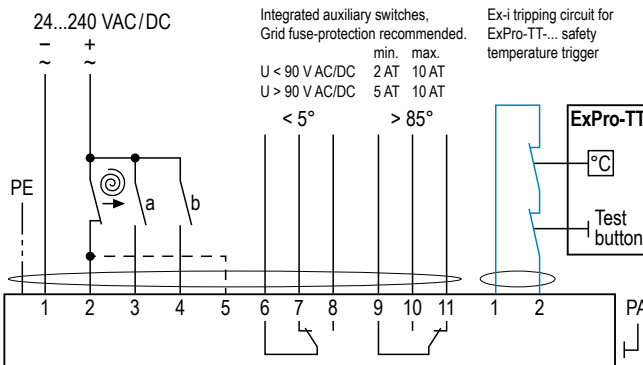 24...240 VAC/DC
− +
~ ~
Integrated auxiliary switches,
Grid fuse-protection recommended.
min. max.
U < 90 V AC/DC 2 AT 10 AT
U > 90 V AC/DC 5 AT 10 AT
< 5° > 85°
Ex-i tripping circuit for
ExPro-TT-... safety
temperature trigger
ExPro-TT
°C
Test
button
PE
a
b
1 2 3 4 5 6 7 8 9 10 11 1 2
PA